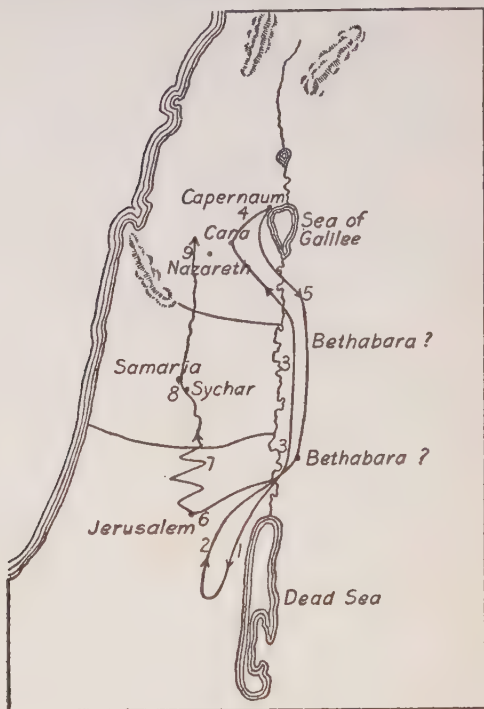 Capernaum
4
Sea of
Galilee
Cana
9
Nazareth
5
Bethabara ?
3
Samaria
8 Sychar
3
Bethabara ?
7
6
Jerusalem
2
1
Dead Sea